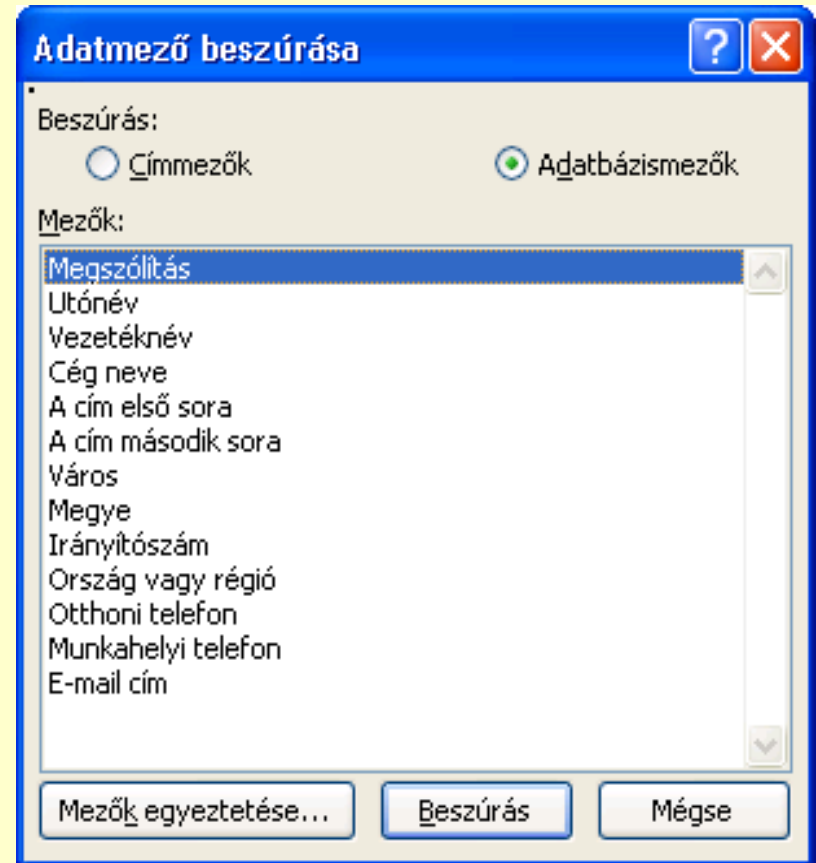 Adatmező beszúrása
Beszúrás:
Címmezők Adatbázismezők
Mezők:
Megszólítás
Utónév
Vezetéknév
Cég neve
A cím első sora
A cím második sora
Város
Megye
Irányítószám
Ország vagy régió
Otthoni telefon
Munkahelyi telefon
E-mail cím
Mezők egyeztetése... Beszúrás Mégse